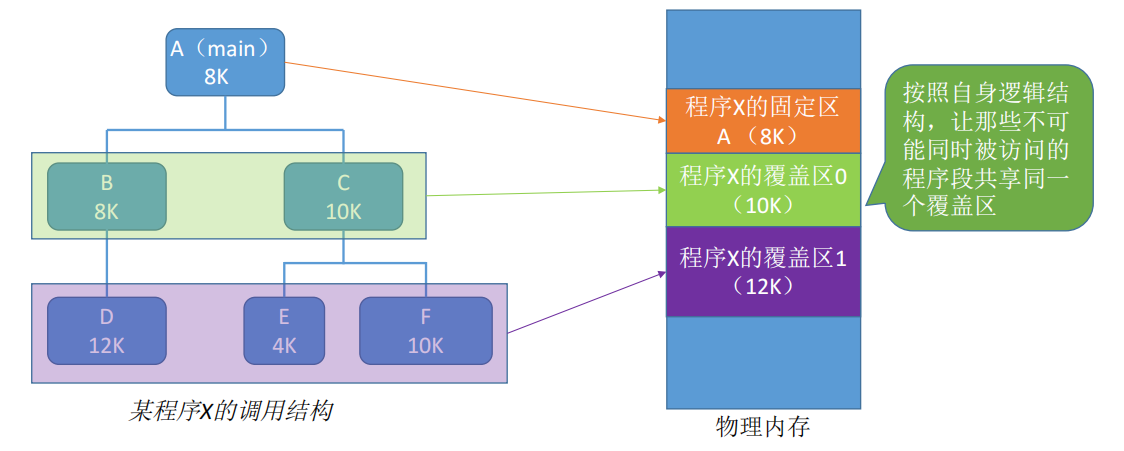 A（main）
8K
B
8K
C
10K
D
12K
E
4K
F
10K
某程序X的调用结构
程序X的固定区
A （8K）
程序X的覆盖区0
（10K）
程序X的覆盖区1
（12K）
物理内存
按照自身逻辑结
构，让那些不可
能同时被访问的
程序段共享同一
个覆盖区